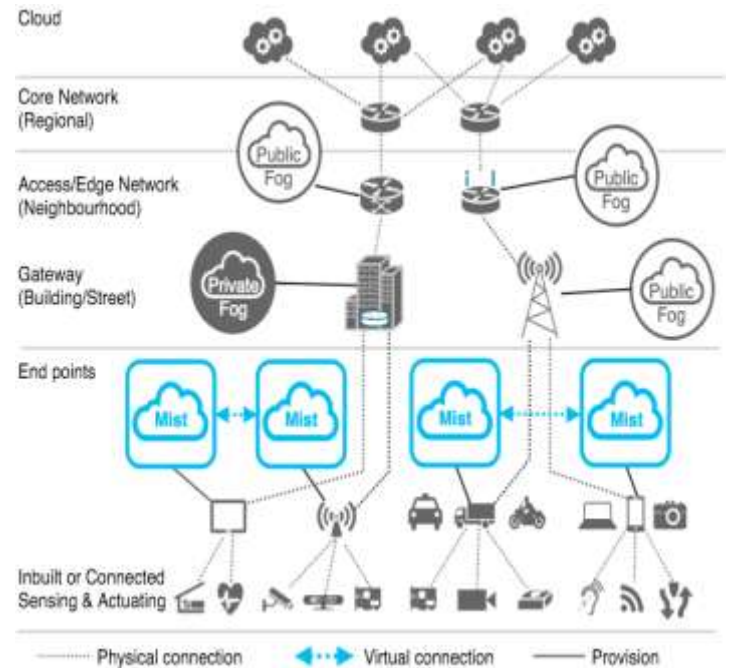 Cloud
Core Network
(Regional)
Public
Fog
Access/Edge Network
(Neighbourhood)
Public
Fog
Gateway
(Building/Street)
Private
Fog
Public
Fog
End points
Mist
Mist
Mist
Mist
Inbuilt or Connected
Sensing & Actuating
Physical connection
Virtual connection
Provision